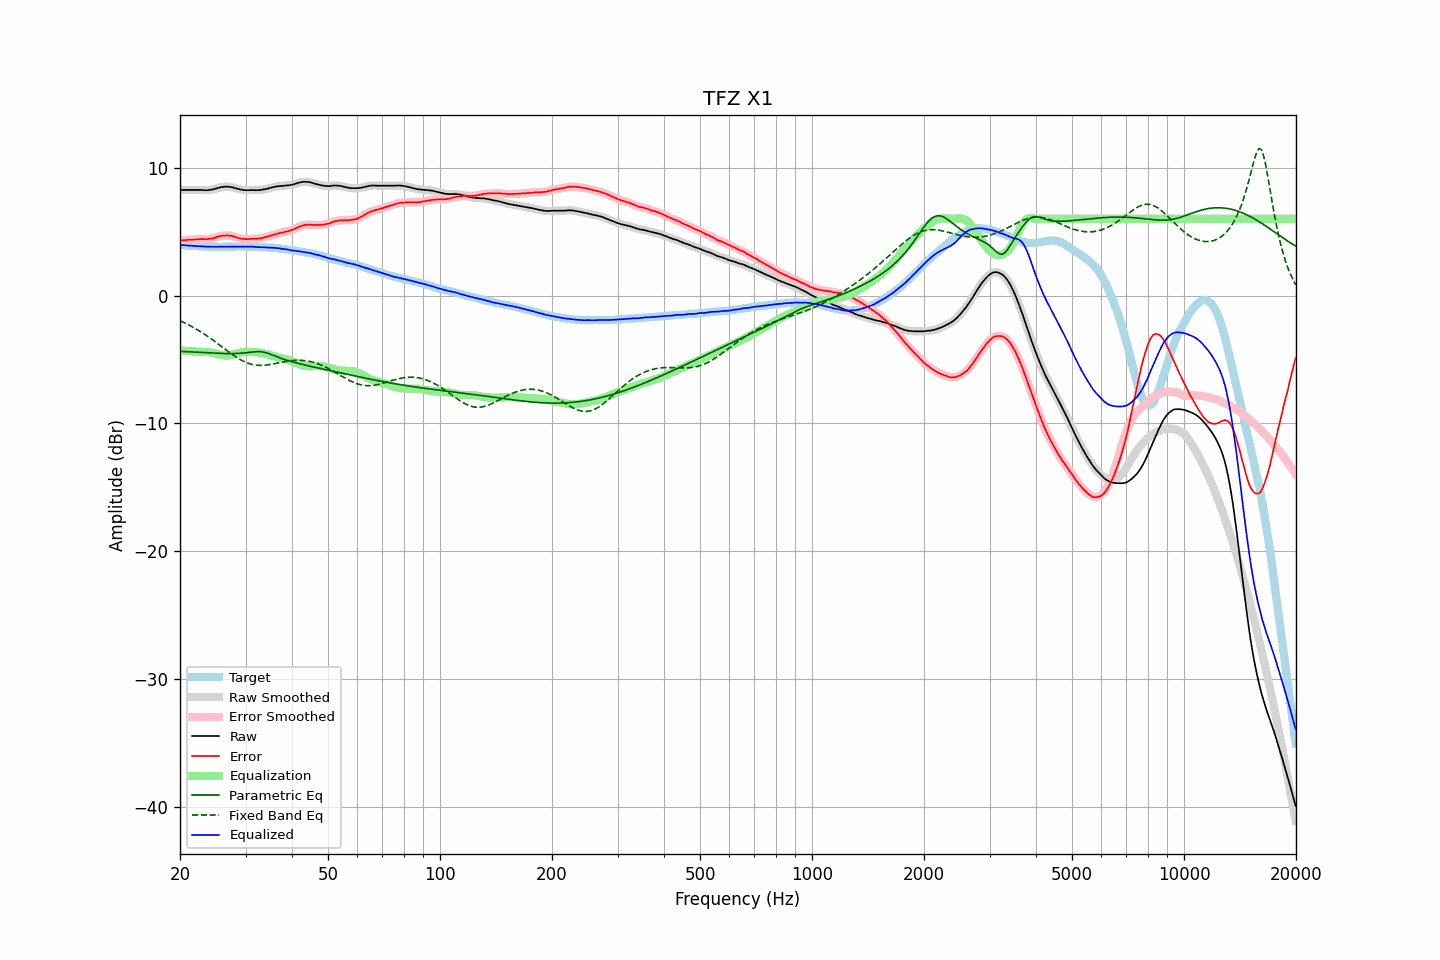 TFZ X1
10
0
−10
−20
−30
−40
Amplitude (dBr)
Target
Raw Smoothed
Error Smoothed
Raw
Error
Equalization
Parametric Eq
Fixed Band Eq
Equalized
20
50
100
200
500
1000
2000
5000
10000
20000
Frequency (Hz)